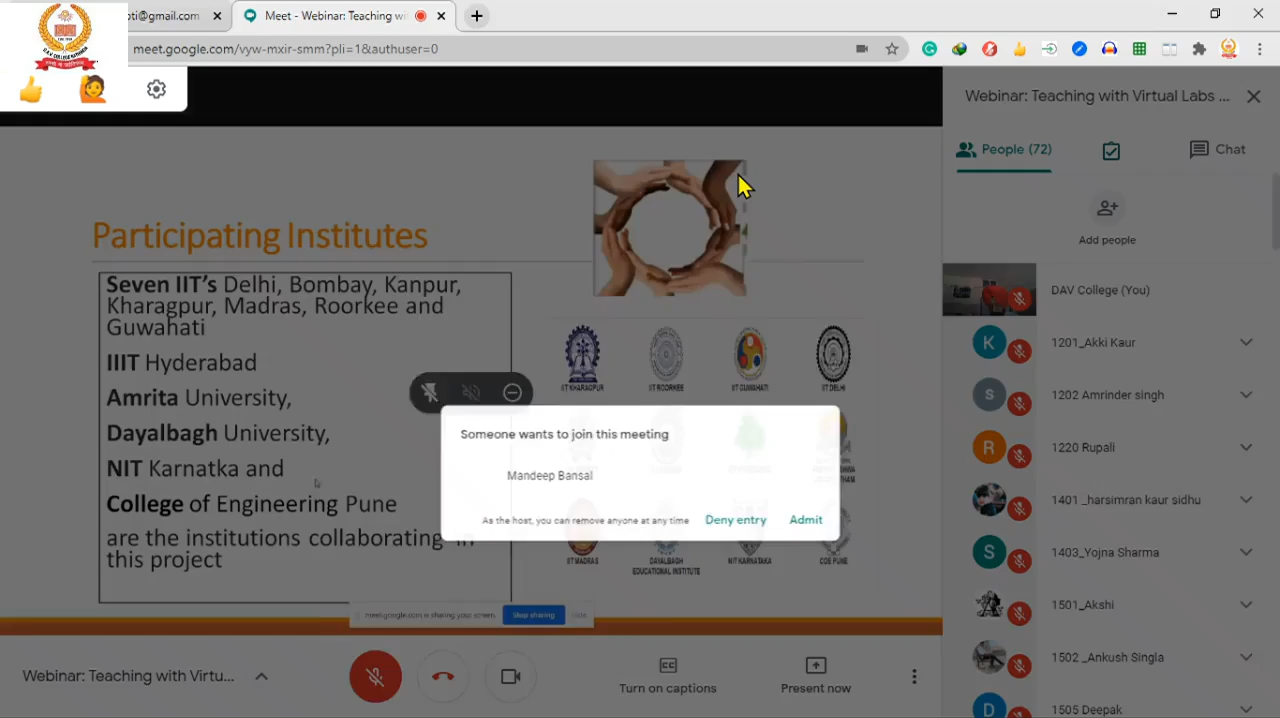 oti@gmail.com
Meet - Webinar: Teaching wit
meet.google.com/vyw-mxir-smm?pli=1&authuser=0
Webinar: Teaching with Virtual Labs ...
People (72)
Chat
Add people
DAV College (You)
K
1201_Akki Kaur
S
1202 Amrinder singh
R
1220 Rupali
1401 _harsimran kaur sidhu
S
1403_Yojna Sharma
1501_Akshi
1502 _Ankush Singla
D
1505 Deepak
Participating Institutes
Seven IIT's Delhi, Bombay, Kanpur,
Kharagpur, Madras, Roorkee and
Guwahati
IIIT Hyderabad
Amrita University,
Dayalbagh University,
NIT Karnatka and
College of Engineering Pune
are the institutions collaborating in
this project
IIT KHARAGPUR
IIT ROORKEE
IIT GUWAHATI
IIT DELHI
IIT MADRAS
DAYALBAGH
EDUCATIONAL INSTITUTE
NIT KARNATAKA
COE PUNE
Someone wants to join this meeting
Mandeep Bansal
As the host, you can remove anyone at any time
Deny entry
Admit
meet.google.com is sharing your screen.
Stop sharing
Hide
Webinar: Teaching with Virtu...
CC
Turn on captions
Present now